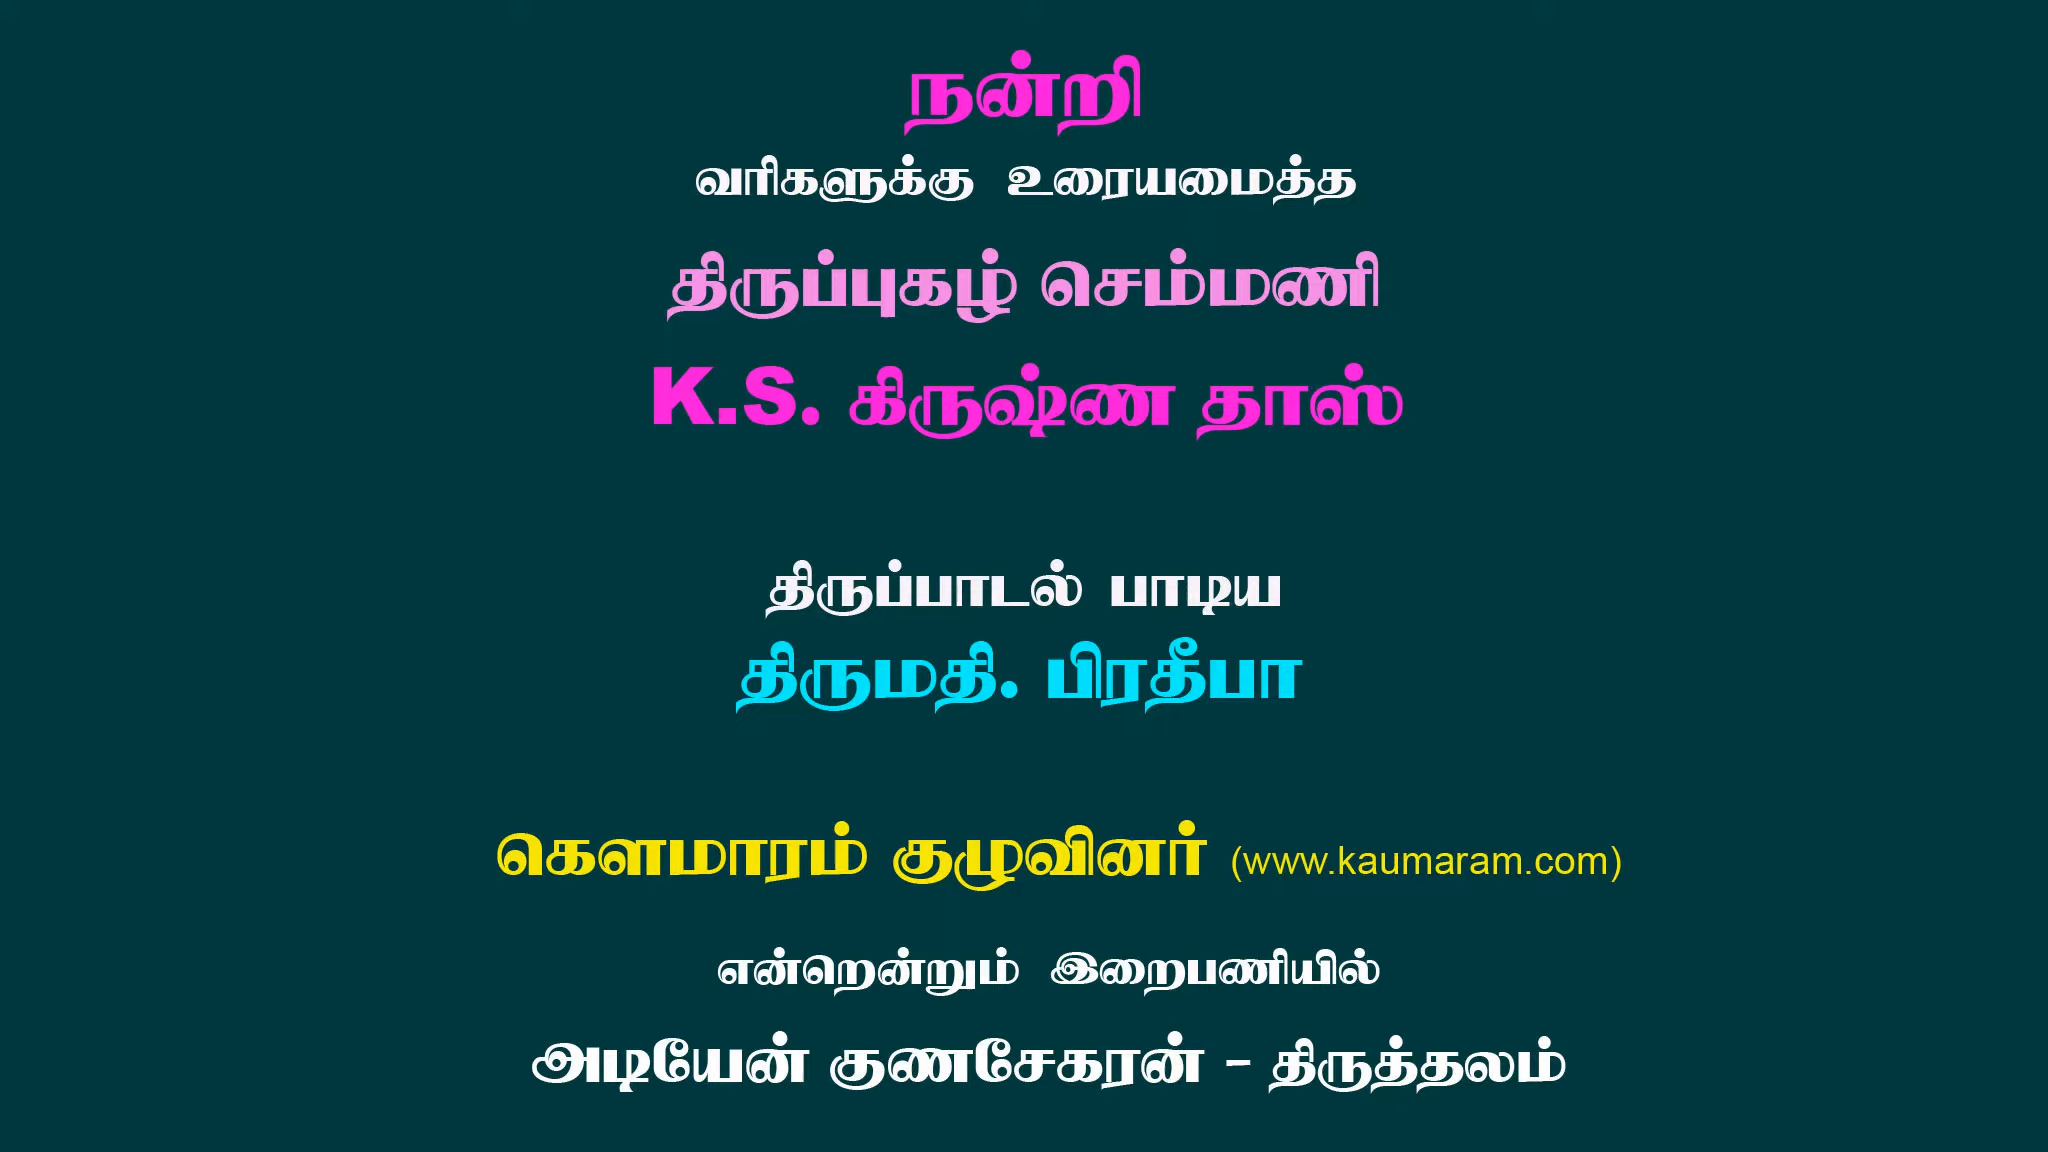 நன்றி
வரிகளுக்கு உரையமைத்த
திருப்புகழ் செம்மணி
K.S. கிருஷ்ண தாஸ்
திருப்பாடல் பாடிய
திருமதி. பிரதீபா
கௌமாரம் குழுவினர் (www.kaumaram.com)
என்றென்றும் இறைபணியில்
அடியேன் குணசேகரன் - திருத்தலம்